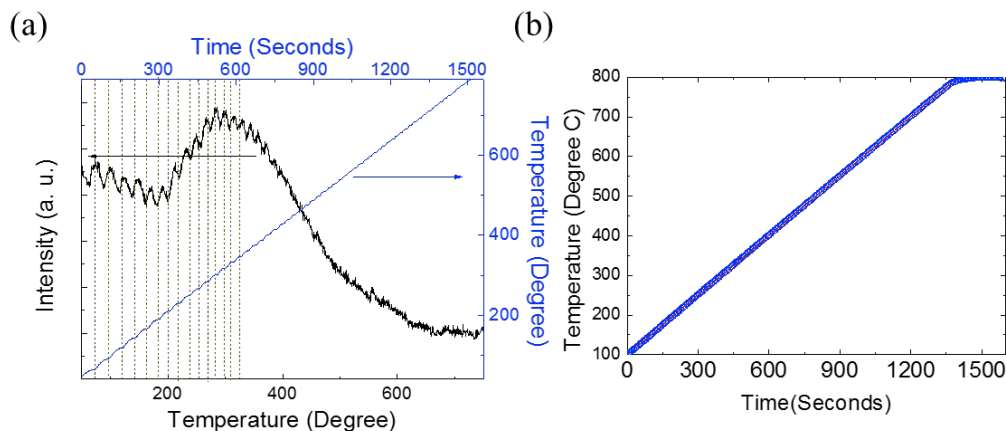 (a)
Time (Seconds)
0 300 600 900 1200 1500
Intensity (a. u.)
600
400
200
Temperature (Degree)
200 400 600
Temperature (Degree)
(b)
800
700
600
500
400
300
200
100
Temperature (Degree C)
0 300 600 900 1200 1500
Time(Seconds)